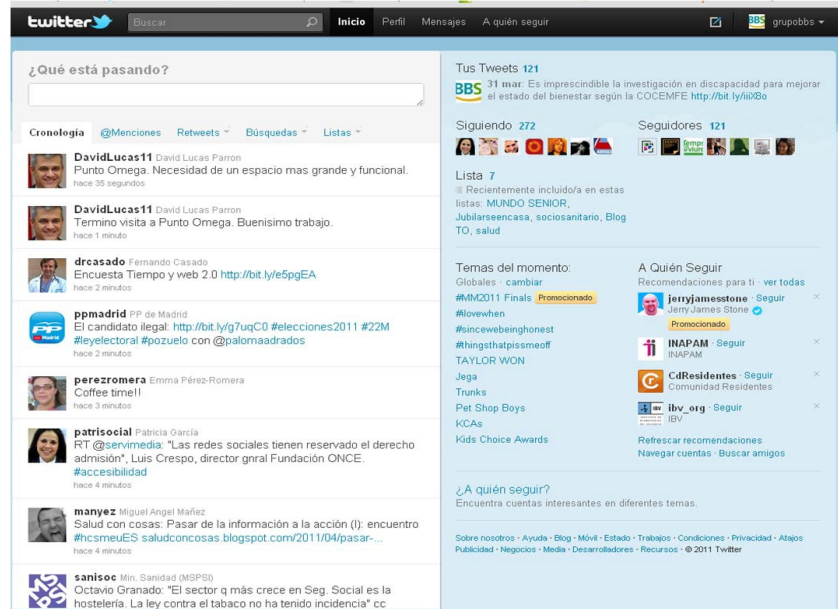 twitter
Buscar
Inicio Perfil Mensajes A quién seguir
BBS grupobbs
¿Qué está pasando?
Cronología @Menciones Retweets Búsquedas Listas
DavidLucas11 David Lucas Parron
Punto Omega. Necesidad de un espacio mas grande y funcional.
hace 35 segundos
DavidLucas11 David Lucas Parron
Termino visita a Punto Omega. Buenisimo trabajo.
hace 1 minuto
drcasado Fernando Casado
Encuesta Tiempo y web 2.0 http://bit.ly/e5pgEA
hace 2 minutos
ppmadrid PP de Madrid
El candidato ilegal: http://bit.ly/g7uqC0 #elecciones2011 #22M
#leyelectoral #pozuelo con @palomaadrados
hace 2 minutos
perezromera Emma Pérez-Romera
Coffee time!!
hace 3 minutos
patrisocial Patricia García
RT @servimedia: "Las redes sociales tienen reservado el derecho
admisión", Luis Crespo, director gnral Fundación ONCE.
#accesibilidad
hace 4 minutos
manyez Miguel Angel Mañez
Salud con cosas: Pasar de la información a la acción (I): encuentro
#hcsmeuES saludconcosas.blogspot.com/2011/04/pasar-...
hace 4 minutos
sanisoc Min. Sanidad (MSPSI)
Octavio Granado: "El sector q más crece en Seg. Social es la
hostelería. La ley contra el tabaco no ha tenido incidencia" cc
Tus Tweets 121
BBS
31 mar: Es imprescindible la investigación en discapacidad para mejorar
el estado del bienestar según la COCEMFE http://bit.ly/iiiX8o
Siguiendo 272
Seguidores 121
Lista 7
Recientemente incluido/a en estas
listas: MUNDO SENIOR,
Jubilarseencasa, sociosanitario, Blog
TO, salud
Temas del momento:
Globales · cambiar
#MM2011 Finals Promocionado
#ilovewhen
#sincewebeinghonest
#thingsthatpissmeoff
TAYLOR WON
Jega
Trunks
Pet Shop Boys
KCAs
Kids Choice Awards
A Quién Seguir
Recomendaciones para ti · ver todas
jerryjamesstone · Seguir
Jerry James Stone
Promocionado
INAPAM · Seguir
INAPAM
CdResidentes · Seguir
Comunidad Residentes
ibv_org · Seguir
IBV
Refrescar recomendaciones
Navegar cuentas · Buscar amigos
¿A quién seguir?
Encuentra cuentas interesantes en diferentes temas.
Sobre nosotros · Ayuda · Blog · Móvil · Estado · Trabajos · Condiciones · Privacidad · Atajos
Publicidad · Negocios · Media · Desarrolladores · Recursos · © 2011 Twitter